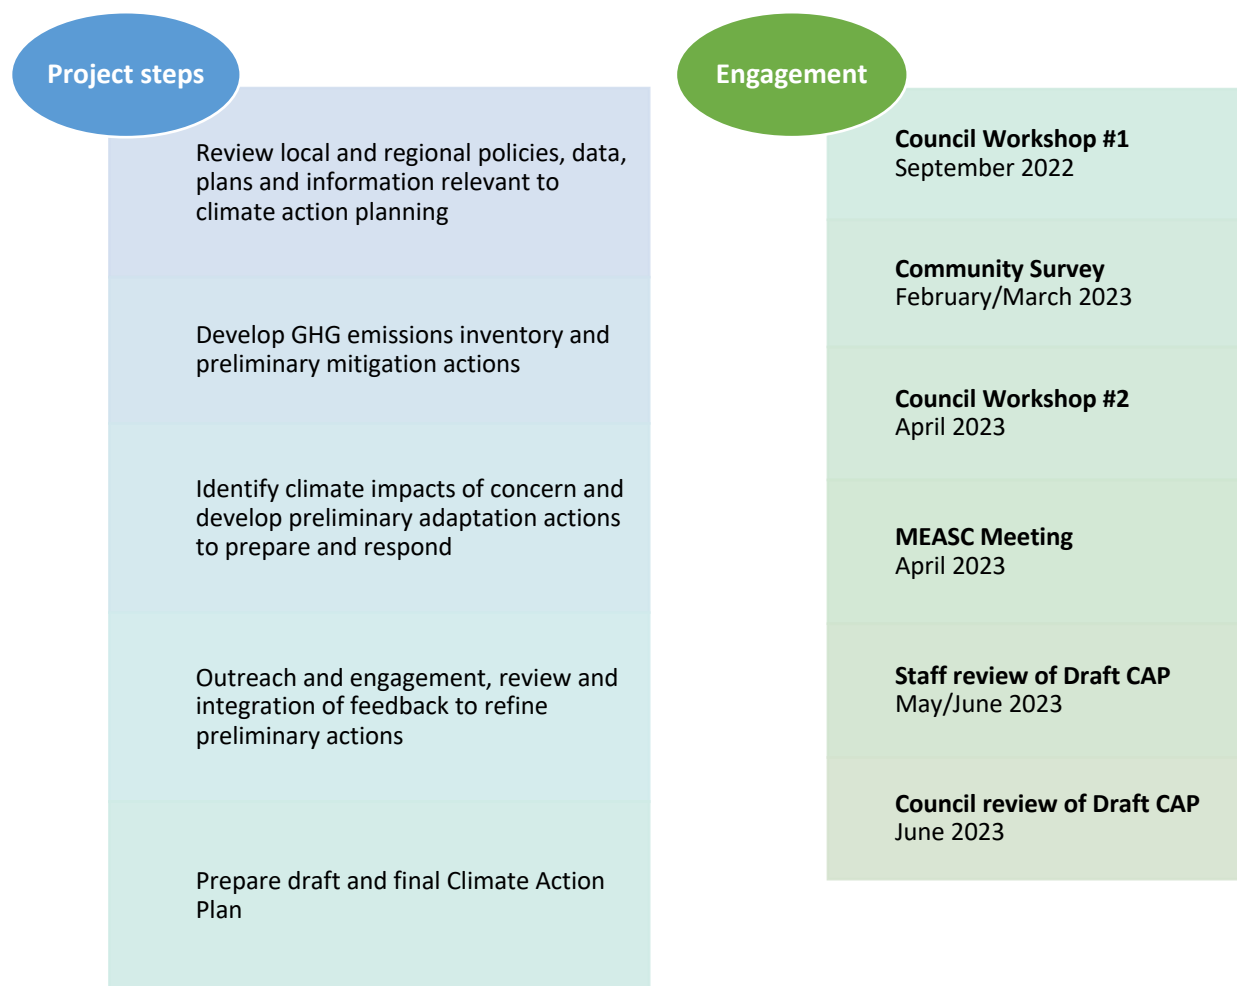 Project steps
Review local and regional policies, data,
plans and information relevant to
climate action planning
Develop GHG emissions inventory and
preliminary mitigation actions
Identify climate impacts of concern and
develop preliminary adaptation actions
to prepare and respond
Outreach and engagement, review and
integration of feedback to refine
preliminary actions
Prepare draft and final Climate Action
Plan
Engagement
Council Workshop #1
September 2022
Community Survey
February/March 2023
Council Workshop #2
April 2023
MEASC Meeting
April 2023
Staff review of Draft CAP
May/June 2023
Council review of Draft CAP
June 2023